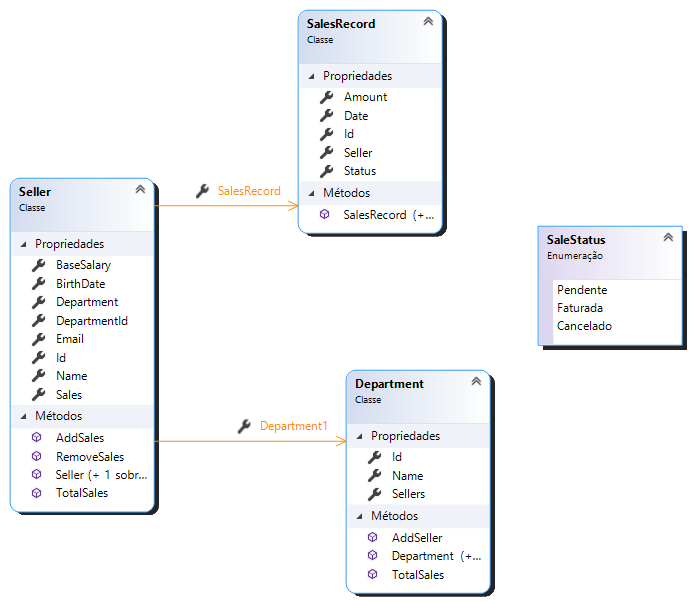 SalesRecord
Classe
Propriedades
Amount
Date
Id
Seller
Status
Métodos
SalesRecord (+...
Seller
Classe
Propriedades
BaseSalary
BirthDate
Department
DepartmentId
Email
Id
Name
Sales
Métodos
AddSales
RemoveSales
Seller (+ 1 sobr...
TotalSales
SalesRecord
SaleStatus
Enumeração
Pendente
Faturada
Cancelado
Department1
Department
Classe
Propriedades
Id
Name
Sellers
Métodos
AddSeller
Department (+...
TotalSales